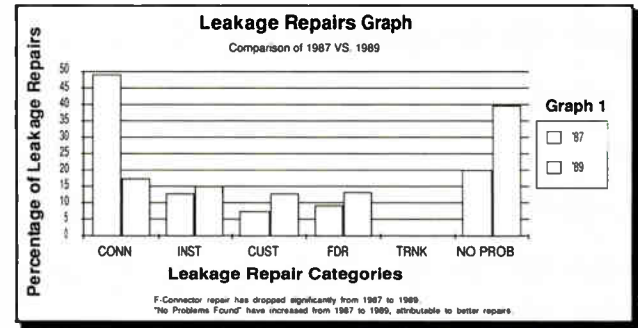 Leakage Repairs Graph
Comparison of 1987 VS. 1989
Percentage of Leakage Repairs
50
45
40
35
30
25
20
15
10
5
0
CONN INST CUST FDR TRNK NO PROB
Leakage Repair Categories
Graph 1
'87
'89
F-Connector repair has dropped significantly from 1987 to 1989.
"No Problems Found" have increased from 1987 to 1989, attributable to better repairs.